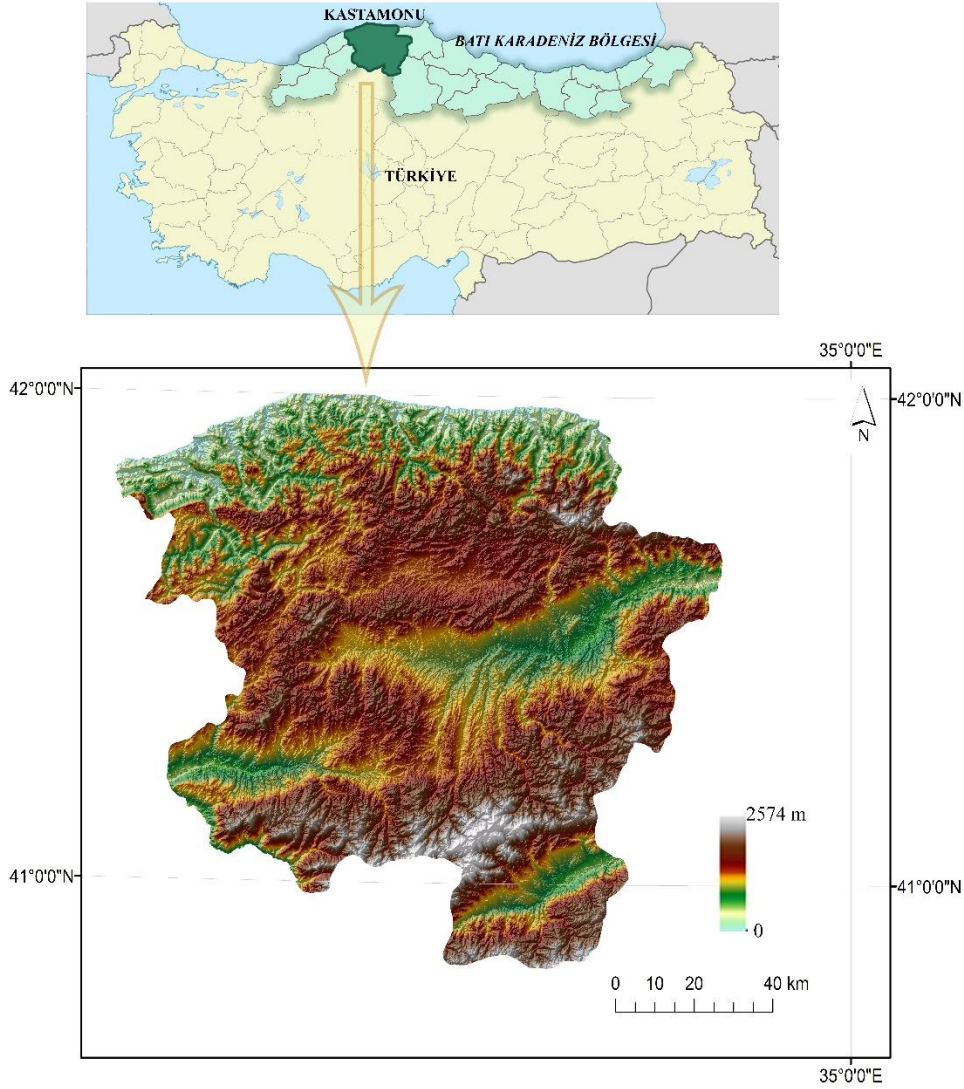 KASTAMONU
BATI KARADENİZ BÖLGESİ
TÜRKİYE
35°0'0"E
42°0'0"N
42°0'0"N
N
2574 m
41°0'0"N
41°0'0"N
0
0 10 20 40 km
35°0'0"E